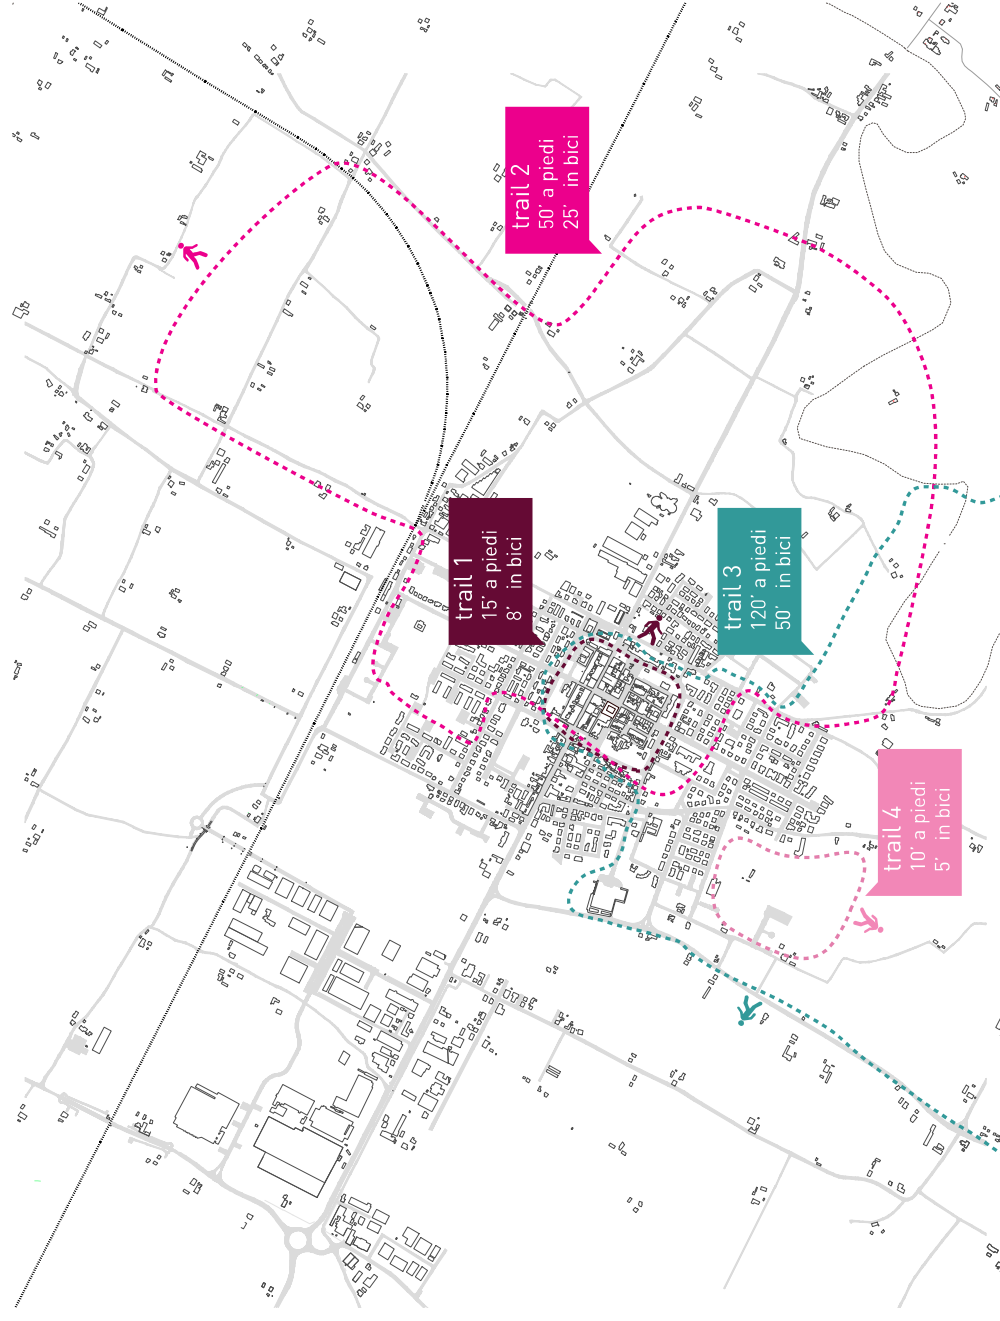 trail 2
50' a piedi
25' in bici
trail 1
15' a piedi
8' in bici
trail 3
120' a piedi
50' in bici
trail 4
10' a piedi
5' in bici
P